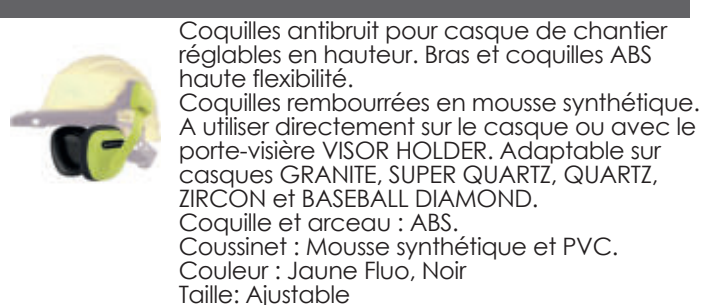 Coquilles antibruit pour casque de chantier
réglables en hauteur. Bras et coquilles ABS
haute flexibilité.
Coquilles rembourrées en mousse synthétique.
A utiliser directement sur le casque ou avec le
porte-visière VISOR HOLDER. Adaptable sur
casques GRANITE, SUPER QUARTZ, QUARTZ,
ZIRCON et BASEBALL DIAMOND.
Coquille et arceau : ABS.
Coussinet : Mousse synthétique et PVC.
Couleur : Jaune Fluo, Noir
Taille: Ajustable